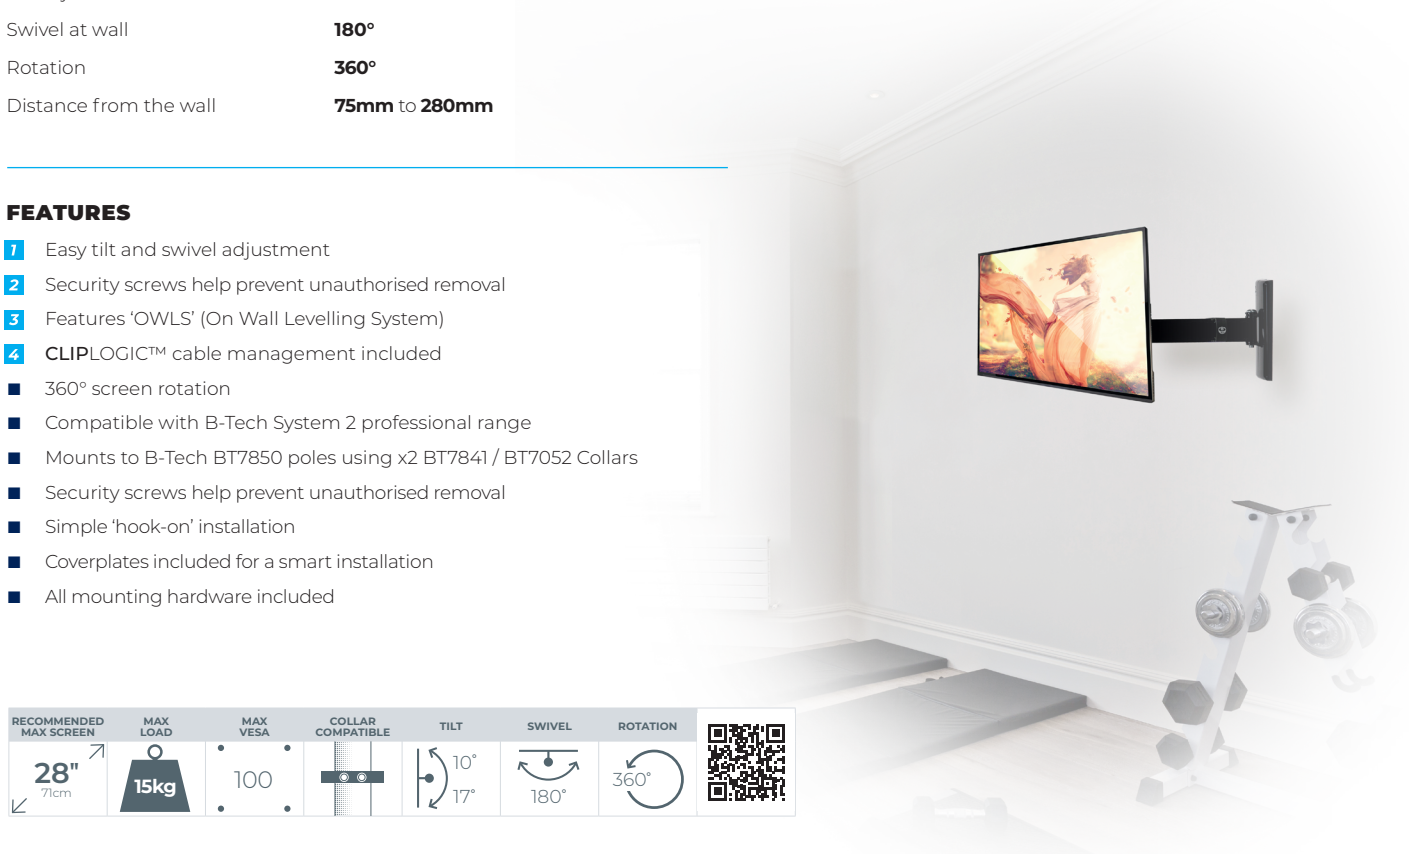 Swivel at wall 180°
Rotation 360°
Distance from the wall 75mm to 280mm
FEATURES
1 Easy tilt and swivel adjustment
2 Security screws help prevent unauthorised removal
3 Features ‘OWLS’ (On Wall Levelling System)
4 CLIPLOGIC™ cable management included
360° screen rotation
Compatible with B-Tech System 2 professional range
Mounts to B-Tech BT7850 poles using x2 BT7841 / BT7052 Collars
Security screws help prevent unauthorised removal
Simple ‘hook-on’ installation
Coverplates included for a smart installation
All mounting hardware included
RECOMMENDED
MAX SCREEN
28"
71cm
MAX
LOAD
15kg
MAX
VESA
100
COLLAR
COMPATIBLE
TILT
10°
17°
SWIVEL
180°
ROTATION
360°